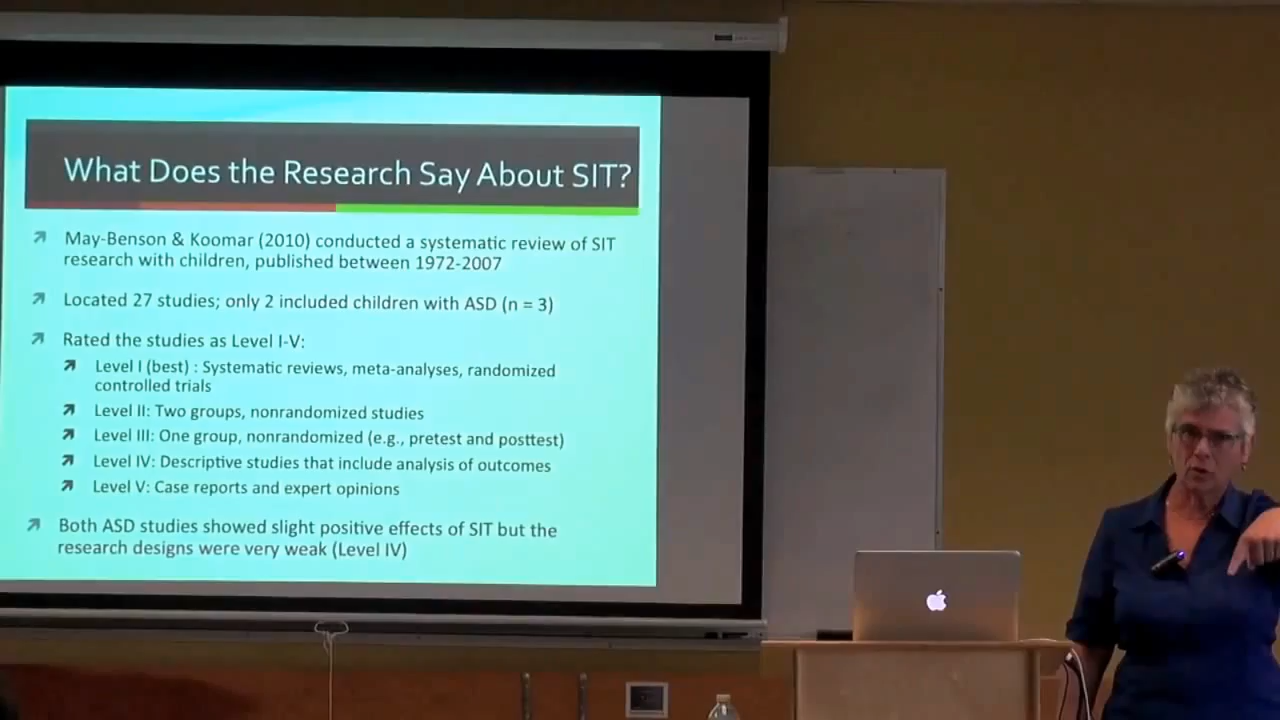 What Does the Research Say About SIT?
May-Benson & Koomar (2010) conducted a systematic review of SIT
research with children, published between 1972-2007
Located 27 studies; only 2 included children with ASD (n = 3)
Rated the studies as Level I-V:
Level I (best) : Systematic reviews, meta-analyses, randomized
controlled trials
Level II: Two groups, nonrandomized studies
Level III: One group, nonrandomized (e.g., pretest and posttest)
Level IV: Descriptive studies that include analysis of outcomes
Level V: Case reports and expert opinions
Both ASD studies showed slight positive effects of SIT but the
research designs were very weak (Level IV)